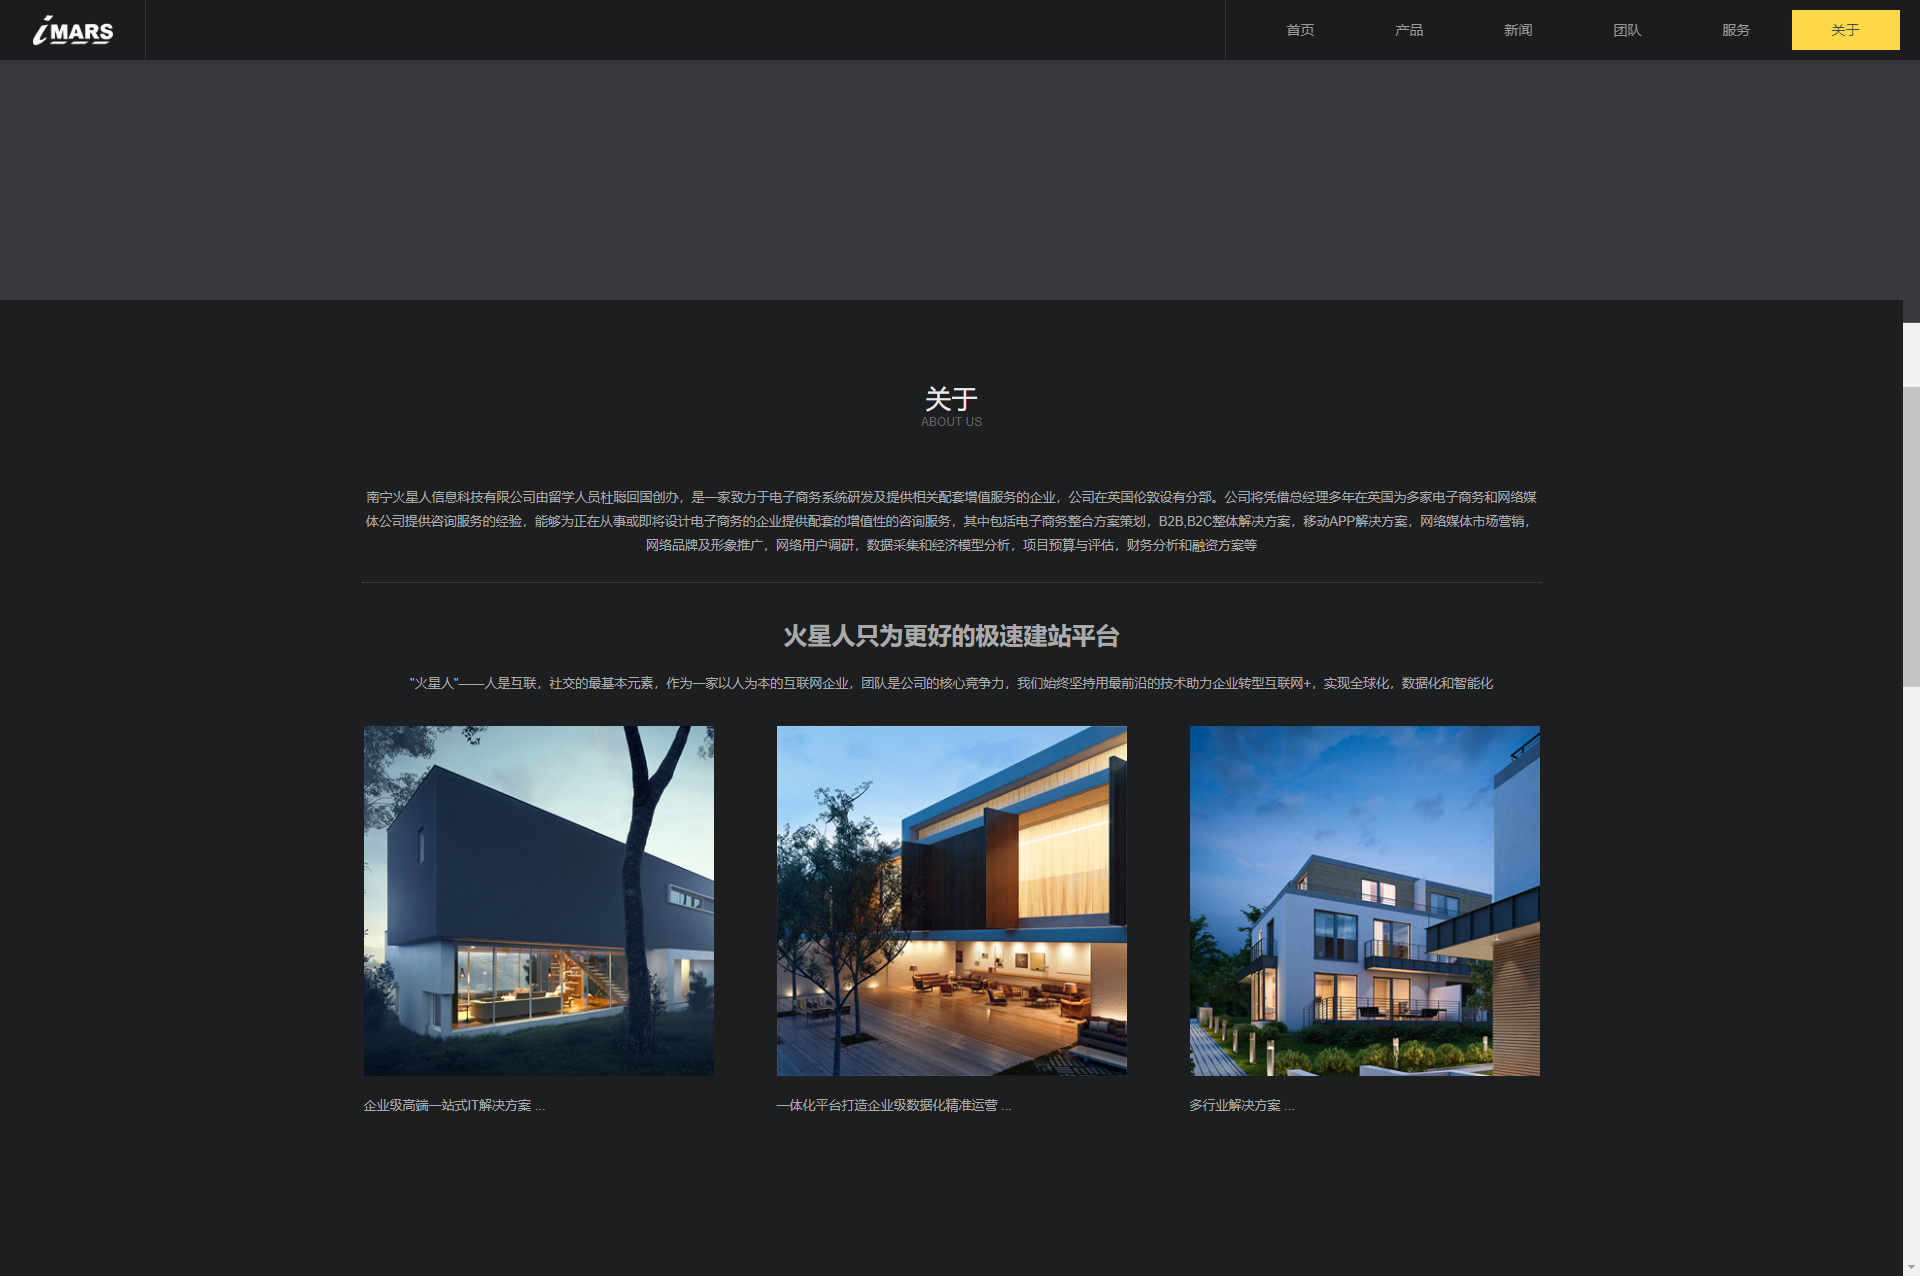 iMARS
首页
产品
新闻
团队
服务
关于
关于
ABOUT US
南宁火星人信息科技有限公司由留学人员杜聪回国创办，是一家致力于电子商务系统研发及提供相关配套增值服务的企业，公司在英国伦敦设有分部。公司将凭借总经理多年在英国为多家电子商务和网络媒
体公司提供咨询服务的经验，能够为正在从事或即将设计电子商务的企业提供配套的增值性的咨询服务，其中包括电子商务整合方案策划，B2B,B2C整体解决方案，移动APP解决方案，网络媒体市场营销，
网络品牌及形象推广，网络用户调研，数据采集和经济模型分析，项目预算与评估，财务分析和融资方案等
火星人只为更好的极速建站平台
"火星人"——人是互联，社交的最基本元素，作为一家以人为本的互联网企业，团队是公司的核心竞争力，我们始终坚持用最前沿的技术助力企业转型互联网+，实现全球化，数据化和智能化
企业级高端一站式IT解决方案 ...
一体化平台打造企业级数据化精准运营 ...
多行业解决方案 ...